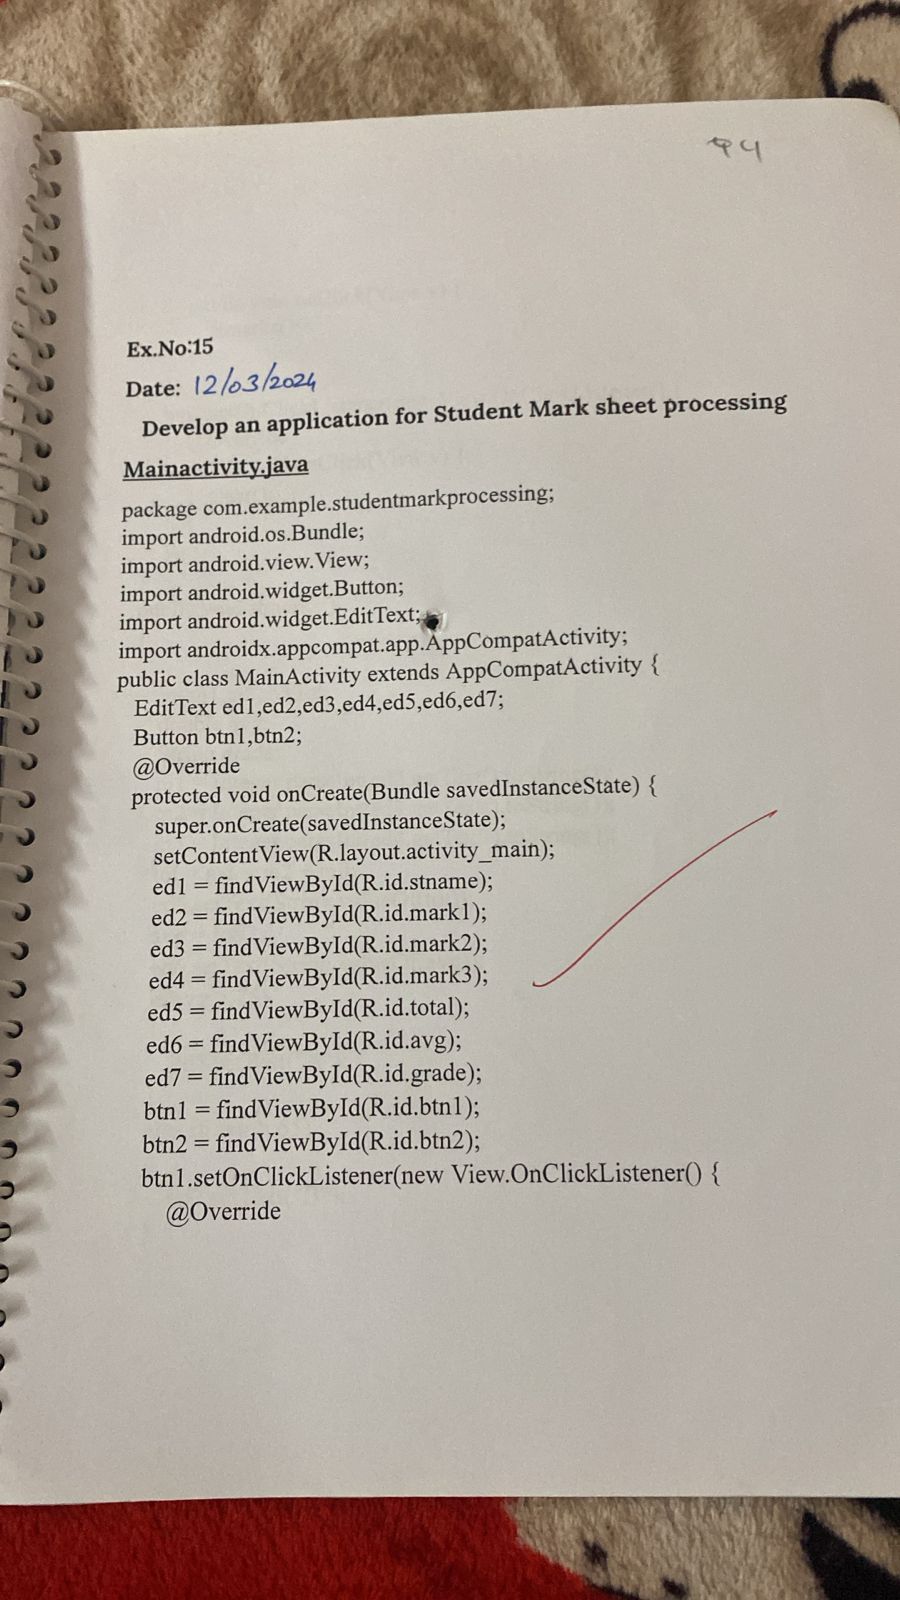 94
Ex.No:15
Date: 12/03/2024
Develop an application for Student Mark sheet processing
Mainactivity.java
package com.example.studentmarkprocessing;
import android.os.Bundle;
import android.view.View;
import android.widget.Button;
import android.widget.EditText;
import androidx.appcompat.app.AppCompatActivity;
public class MainActivity extends AppCompatActivity {
EditText ed1,ed2,ed3,ed4,ed5,ed6,ed7;
Button btn1,btn2;
@Override
protected void onCreate(Bundle savedInstanceState) {
super.onCreate(savedInstanceState);
setContentView(R.layout.activity_main);
ed1 = findViewById(R.id.stname);
ed2 = findViewById(R.id.mark1);
ed3 = findViewById(R.id.mark2);
ed4 = findViewById(R.id.mark3);
ed5 = findViewById(R.id.total);
ed6 = findViewById(R.id.avg);
ed7 = findViewById(R.id.grade);
btn1 = findViewById(R.id.btn1);
btn2 = findViewById(R.id.btn2);
btn1.setOnClickListener(new View.OnClickListener() {
@Override